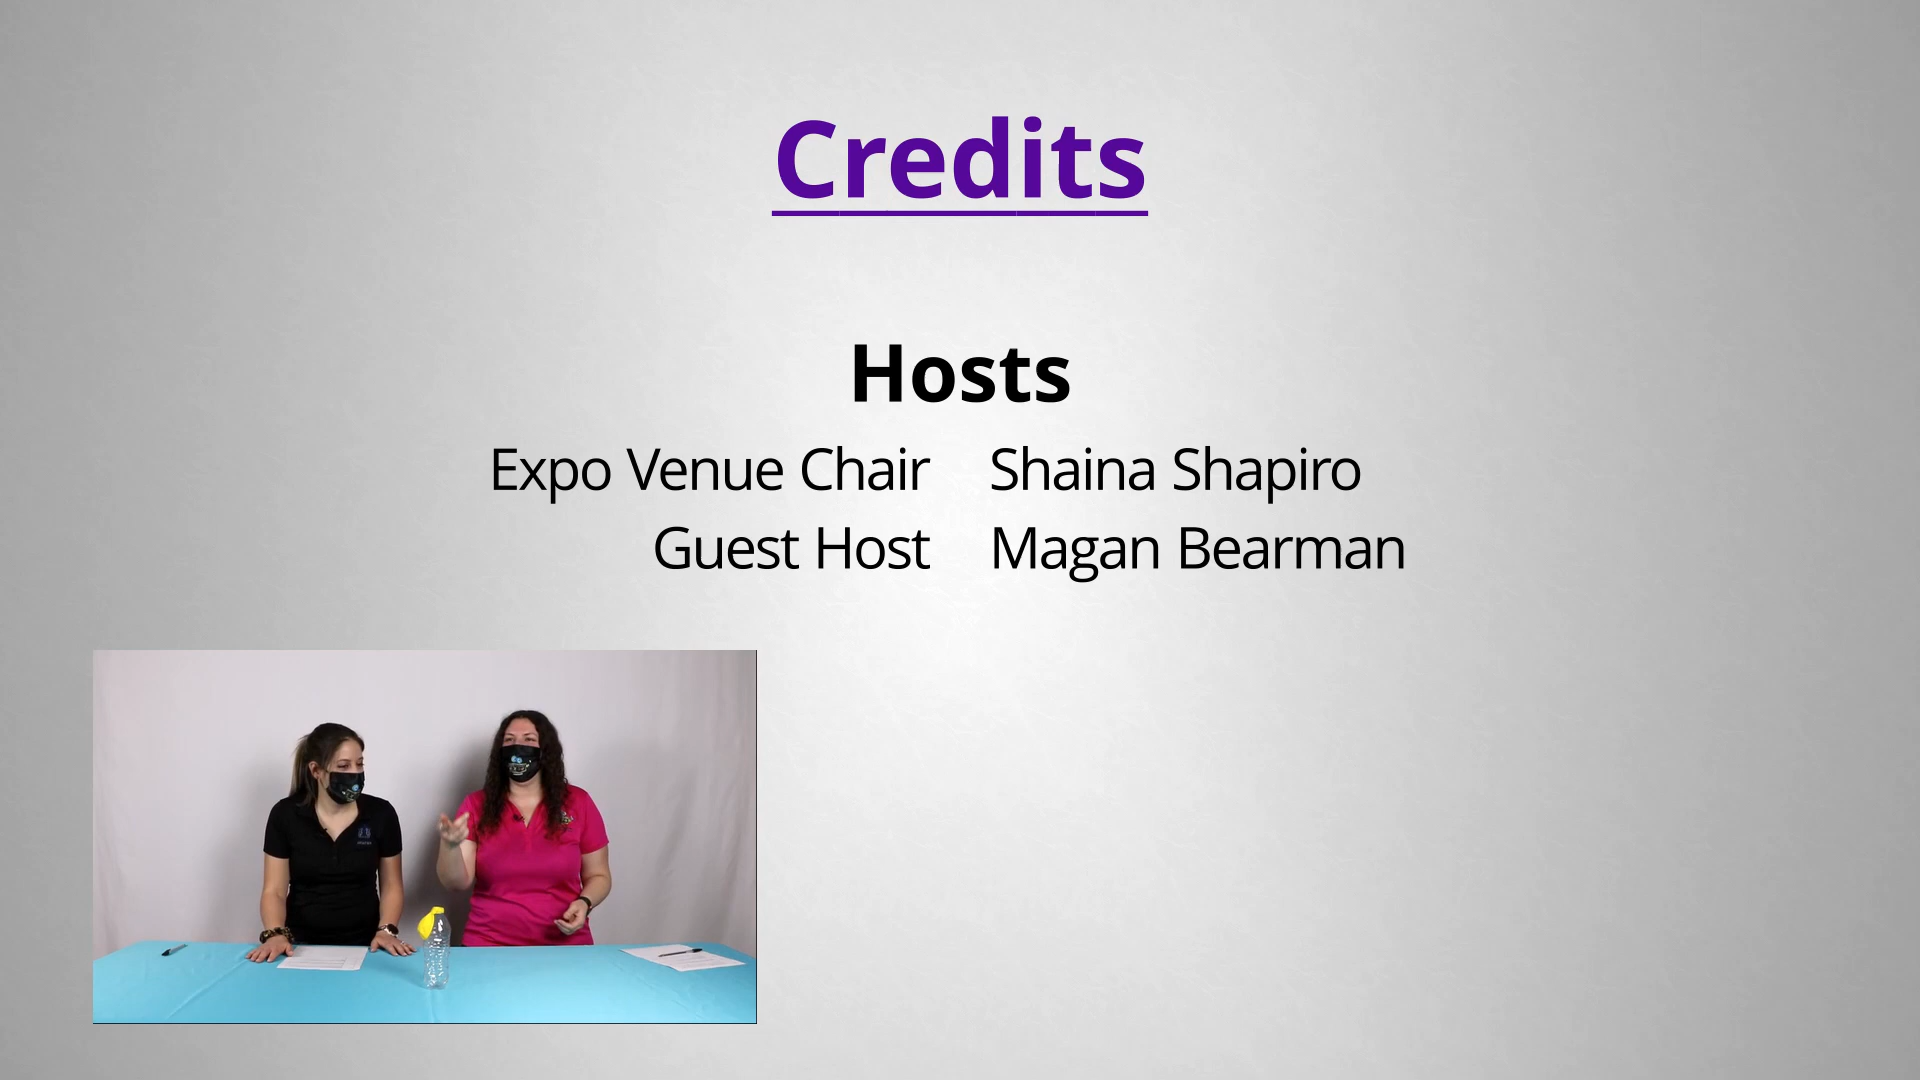 Credits
Hosts
Expo Venue Chair Shaina Shapiro
Guest Host Magan Bearman